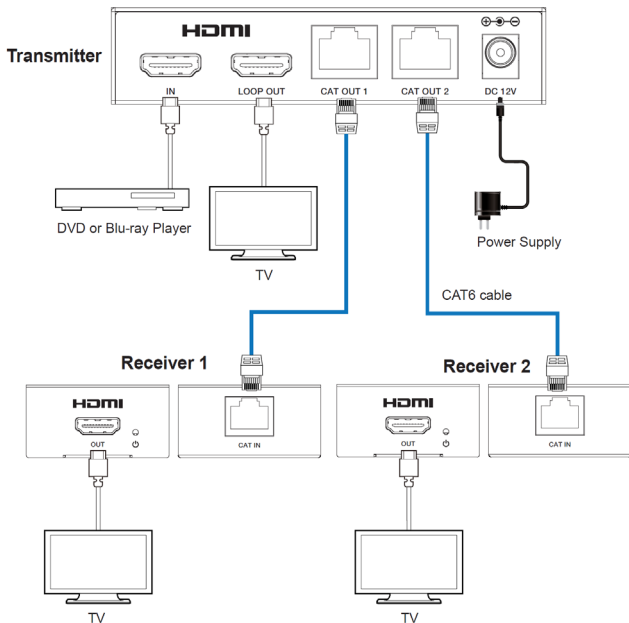 HDMI
Transmitter
IN
LOOP OUT
CAT OUT 1
CAT OUT 2
DC 12V
DVD or Blu-ray Player
TV
Power Supply
CAT6 cable
Receiver 1
Receiver 2
HDMI
OUT
CAT IN
HDMI
OUT
CAT IN
TV
TV